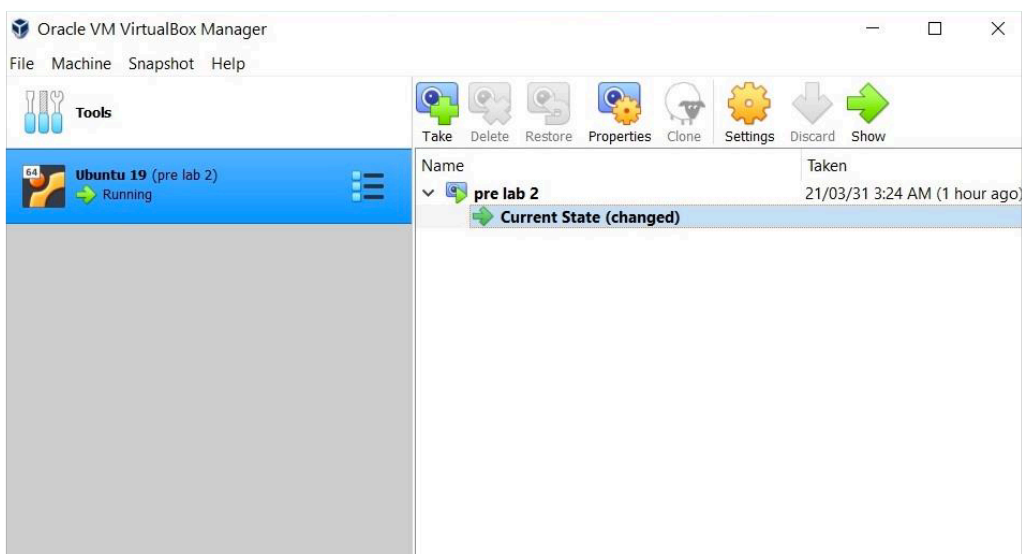 Oracle VM VirtualBox Manager
File Machine Snapshot Help
Tools
Take Delete Restore Properties Clone Settings Discard Show
64 Ubuntu 19 (pre lab 2)
Running
Name Taken
pre lab 2 21/03/31 3:24 AM (1 hour ago)
Current State (changed)